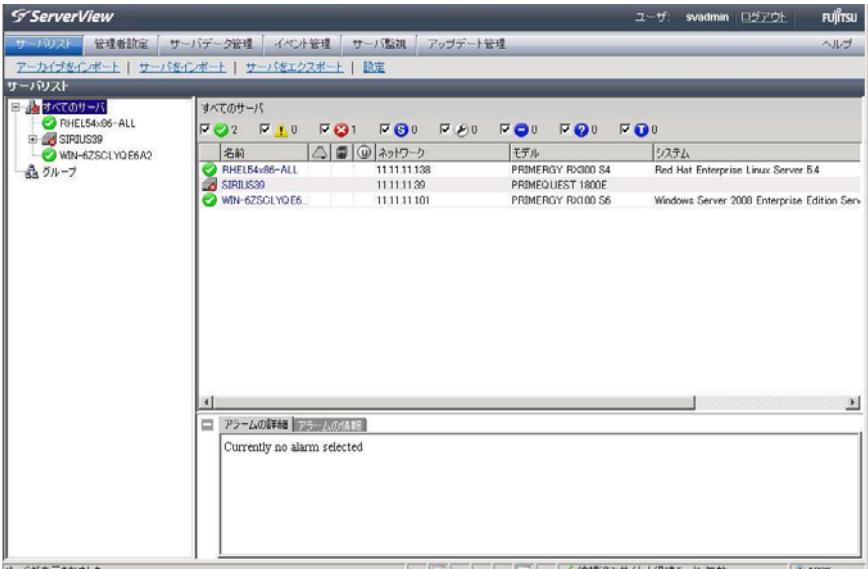 ServerView
ユーザ: svadmin ログアウト FUJITSU
サーバリスト 管理者設定 サーバデータ管理 イベント管理 サーバ監視 アップデート管理 ヘルプ
アーカイブをインポート | サーバをインポート | サーバをエクスポート | 設定
サーバリスト
すべてのサーバ
RHEL54x86-ALL
SIRIUS39
WIN-6ZSCLYQE6A2
グループ
すべてのサーバ
2 0 1 0 0 0 0 0
名前 ネットワーク モデル システム
RHEL54x86-ALL 11.11.11.138 PRIMERGY RX300 S4 Red Hat Enterprise Linux Server 5.4
SIRIUS39 11.11.11.39 PRIMEQUEST 1800E
WIN-6ZSCLYQE6... 11.11.11.101 PRIMERGY RX100 S6 Windows Server 2008 Enterprise Edition Serv
アラームの詳細 アラームの情報
Currently no alarm selected